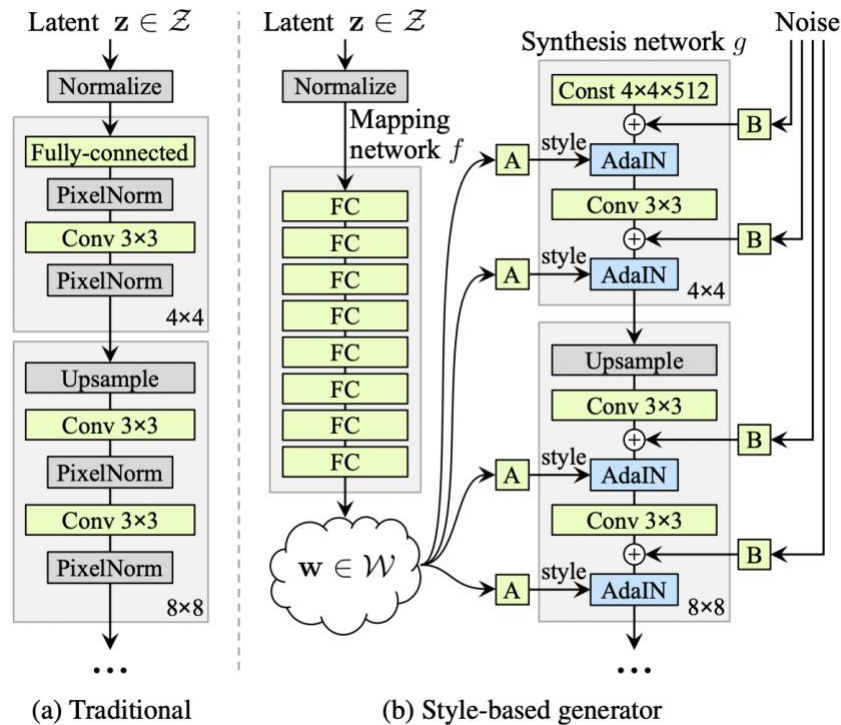 Latent z ∈ Z
Normalize
Fully-connected
PixelNorm
Conv 3×3
PixelNorm
4×4
Upsample
Conv 3×3
PixelNorm
Conv 3×3
PixelNorm
8×8
...
(a) Traditional
Latent z ∈ Z
Normalize
Mapping
network f
FC
FC
FC
FC
FC
FC
FC
FC
w ∈ W
A
style
A
style
A
style
A
style
Synthesis network g
Const 4×4×512
+
AdaIN
Conv 3×3
+
AdaIN
4×4
Upsample
Conv 3×3
+
AdaIN
Conv 3×3
+
AdaIN
8×8
...
Noise
B
B
B
B
(b) Style-based generator